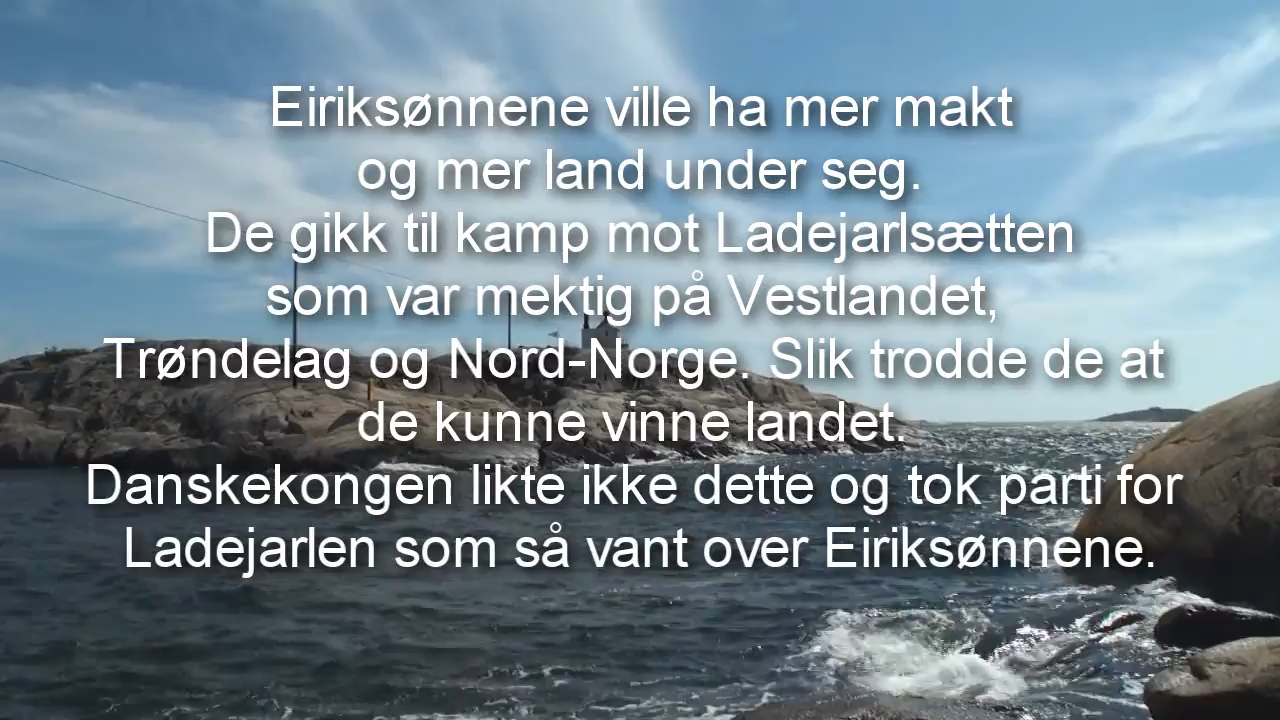 Eiriksønnene ville ha mer makt
og mer land under seg.
De gikk til kamp mot Ladejarlsætten
som var mektig på Vestlandet,
Trøndelag og Nord-Norge. Slik trodde de at
de kunne vinne landet.
Danskekongen likte ikke dette og tok parti for
Ladejarlen som så vant over Eiriksønnene.